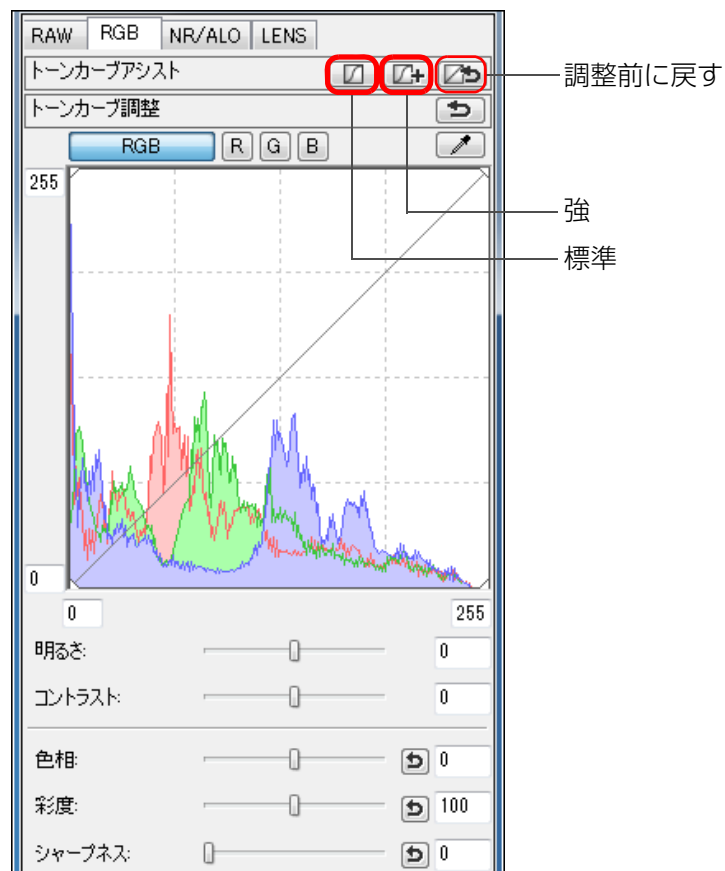 RAW RGB NR/ALO LENS
トーンカーブアシスト
調整前に戻す
トーンカーブ調整
RGB R G B
255
強
標準
0
0 255
明るさ: 0
コントラスト: 0
色相: 0
彩度: 100
シャープネス: 0